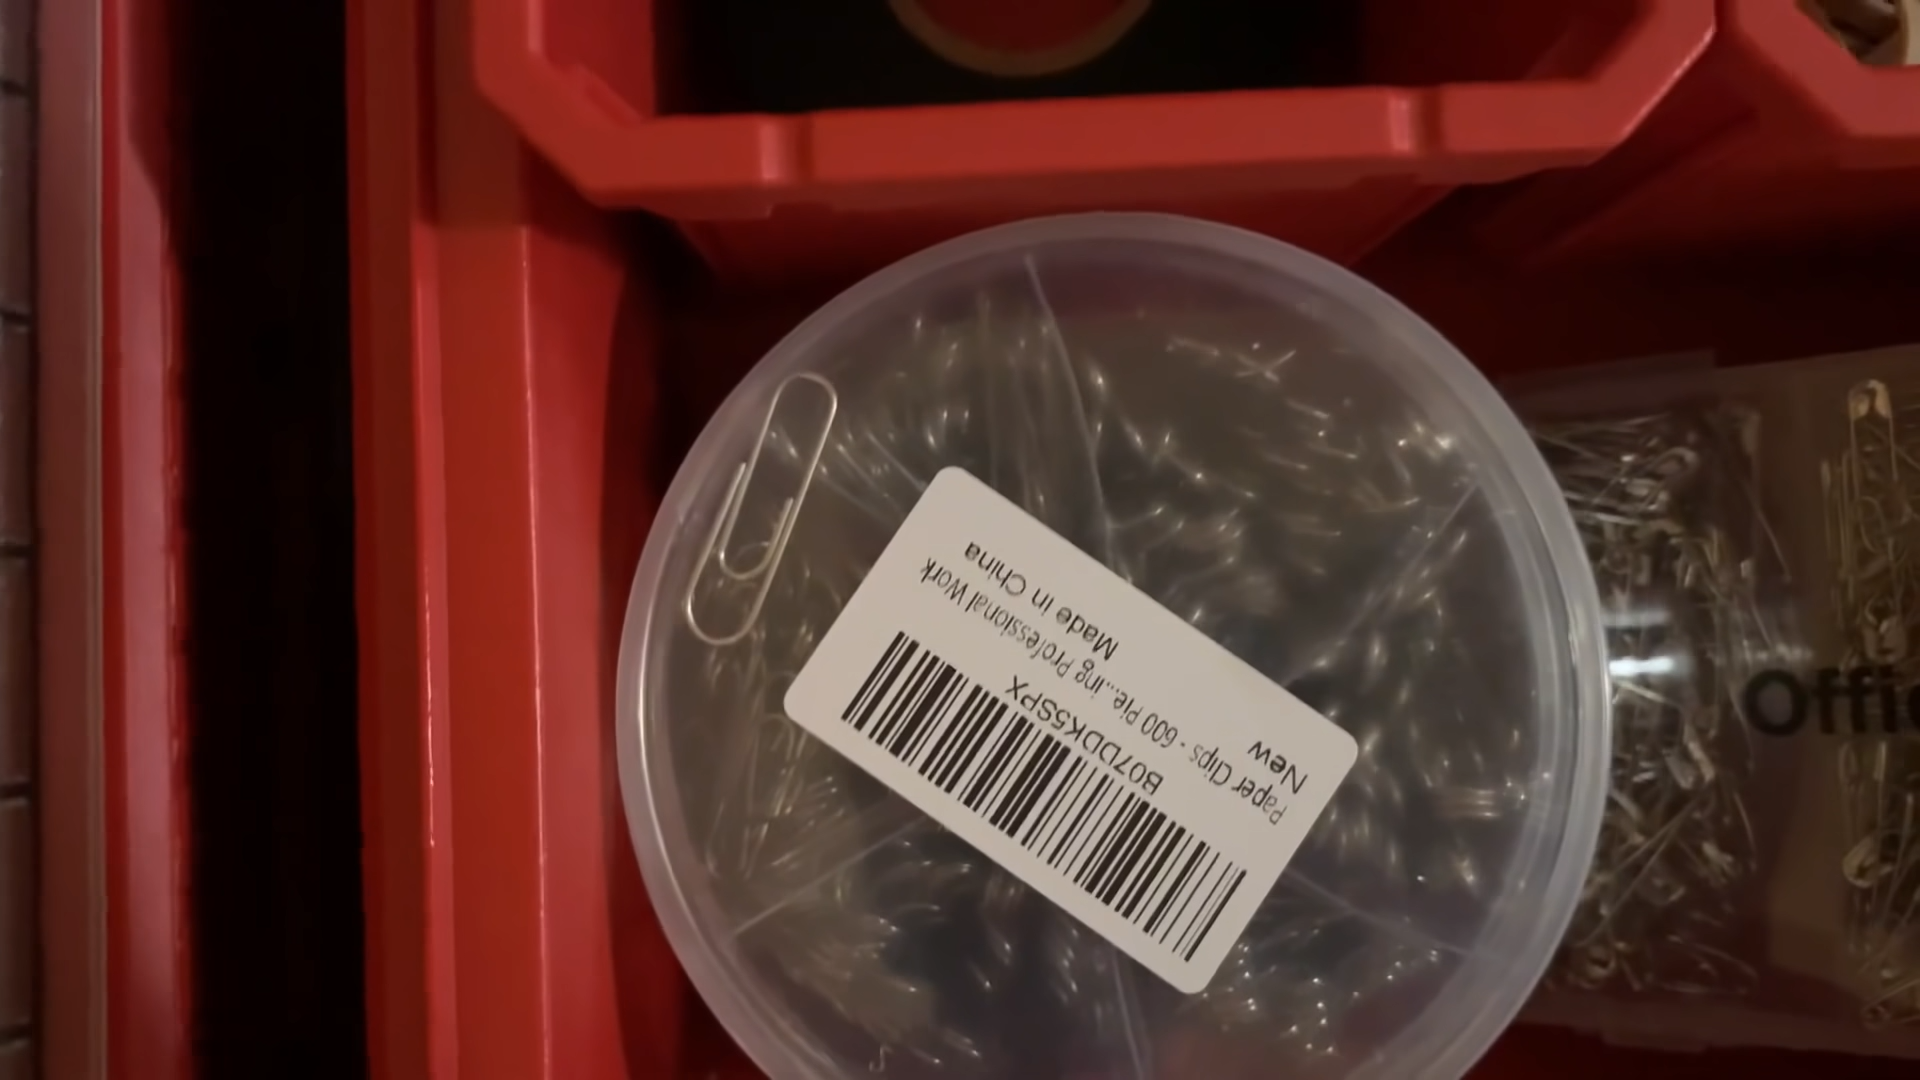 B07DDK5SPX
Paper Clips - 600 Pie...ing Professional Work
New
Made in China
Offic